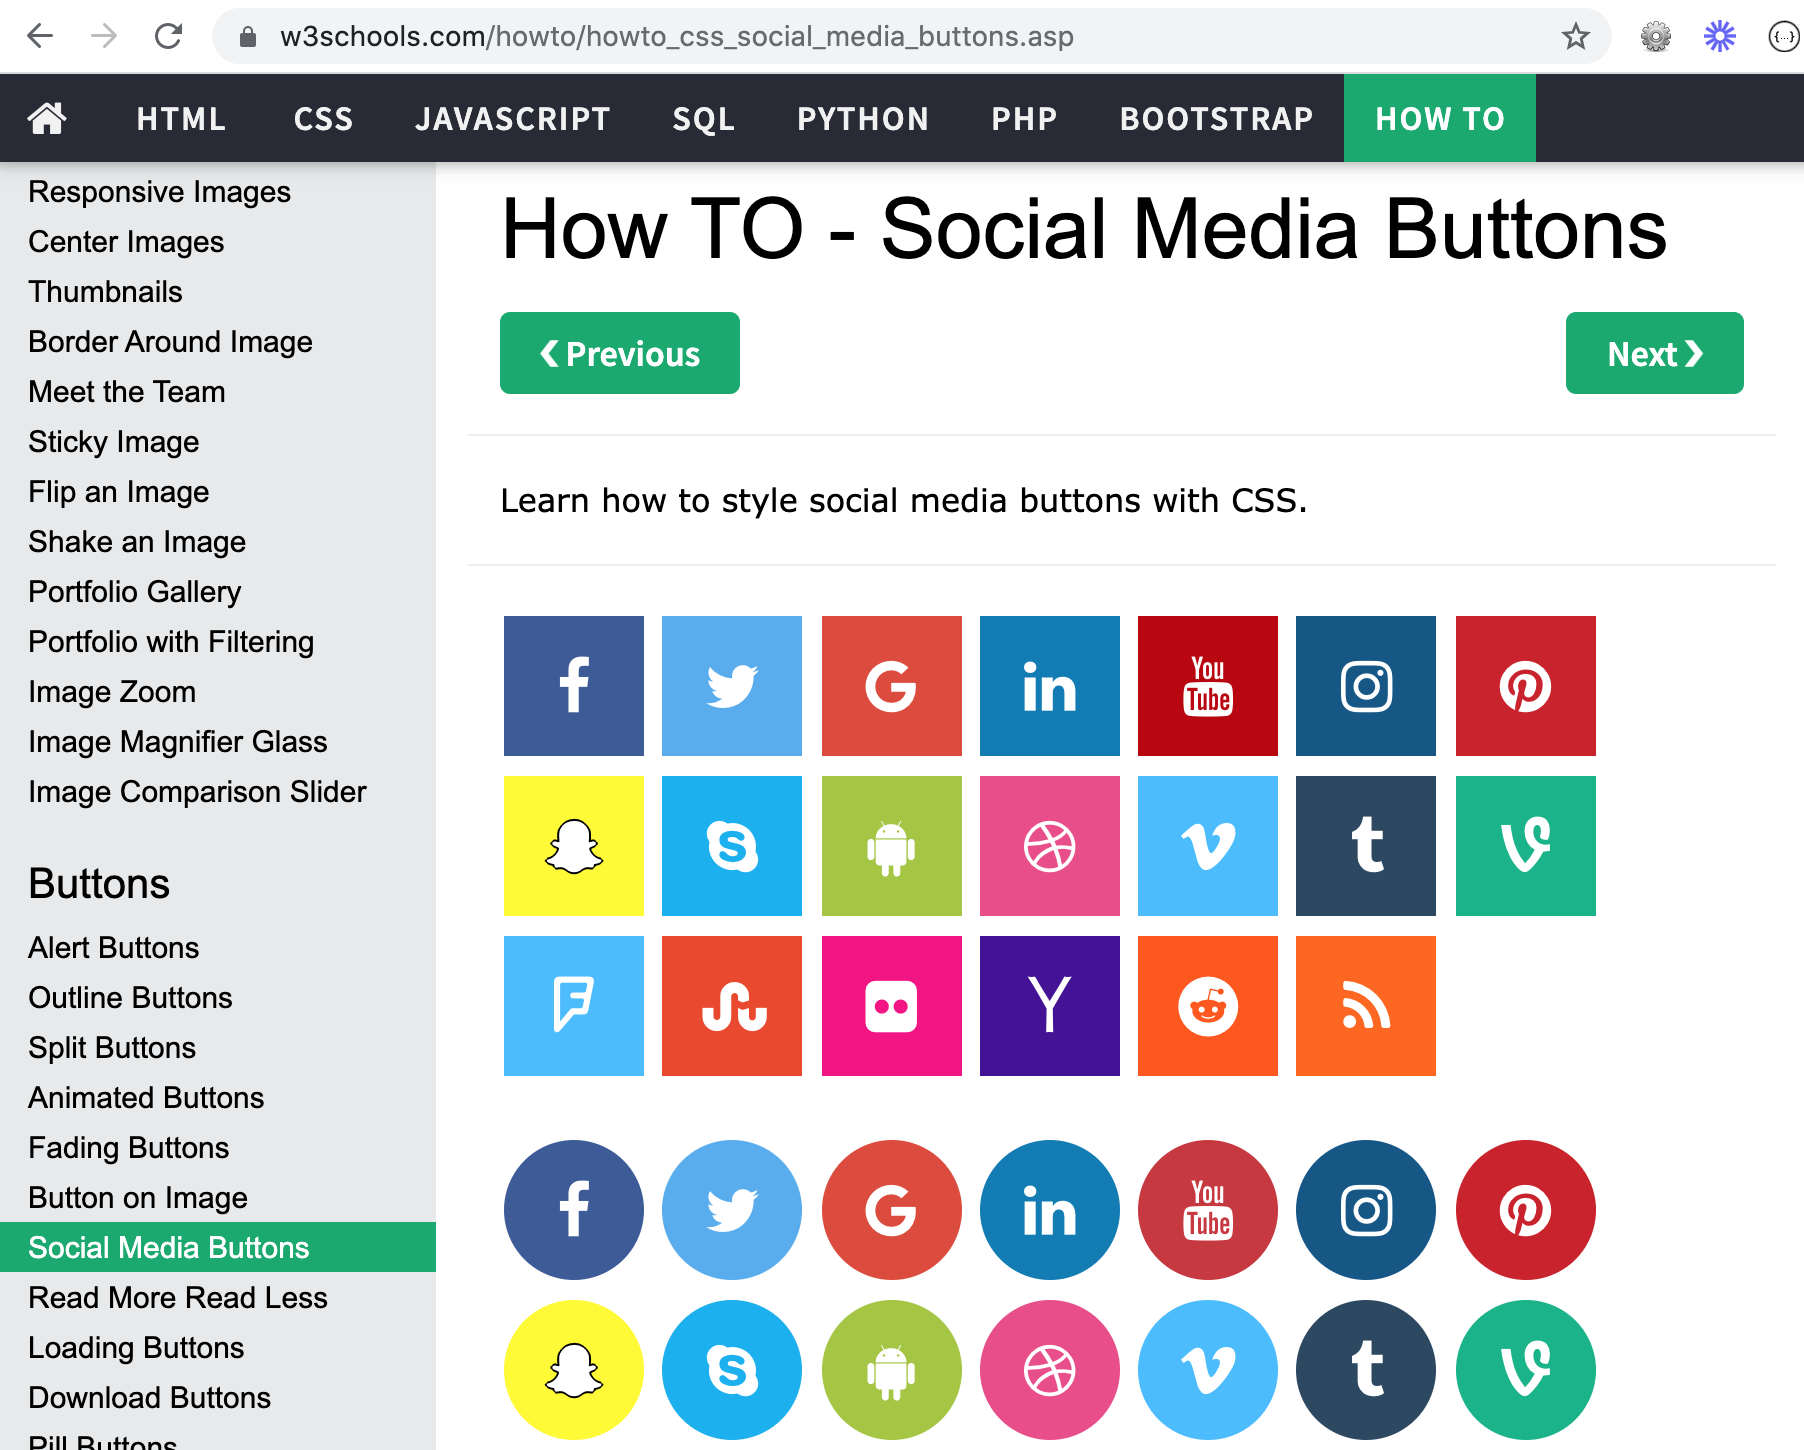 w3schools.com/howto/howto_css_social_media_buttons.asp
HTML CSS JAVASCRIPT SQL PYTHON PHP BOOTSTRAP HOW TO
Responsive Images
Center Images
Thumbnails
Border Around Image
Meet the Team
Sticky Image
Flip an Image
Shake an Image
Portfolio Gallery
Portfolio with Filtering
Image Zoom
Image Magnifier Glass
Image Comparison Slider
Buttons
Alert Buttons
Outline Buttons
Split Buttons
Animated Buttons
Fading Buttons
Button on Image
Social Media Buttons
Read More Read Less
Loading Buttons
Download Buttons
Pill Buttons
How TO - Social Media Buttons
❮ Previous
Next ❯
Learn how to style social media buttons with CSS.
You
Tube
You
Tube